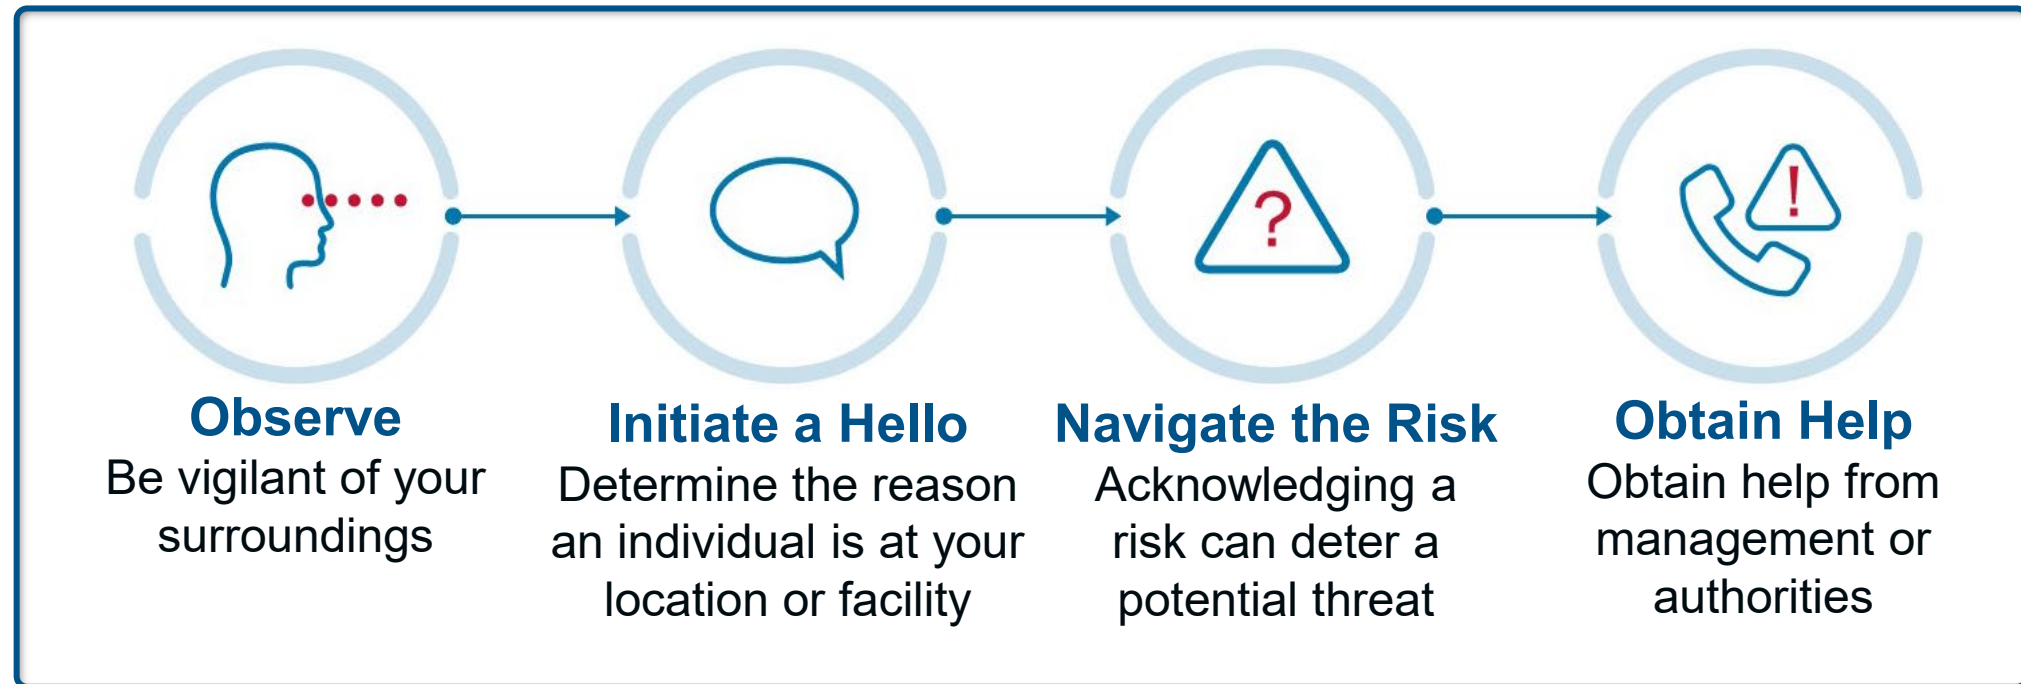 ?
!
Observe
Be vigilant of your
surroundings
Initiate a Hello
Determine the reason
an individual is at your
location or facility
Navigate the Risk
Acknowledging a
risk can deter a
potential threat
Obtain Help
Obtain help from
management or
authorities